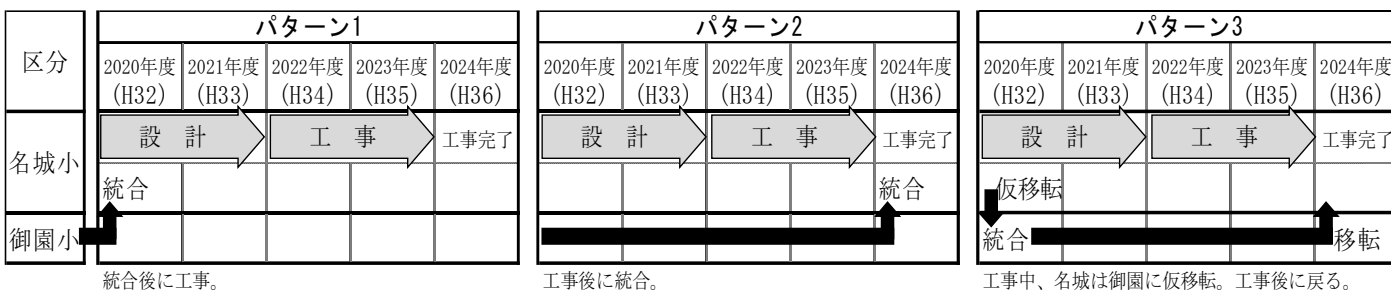 パターン1
パターン2
パターン3
区分
2020年度 2021年度 2022年度 2023年度 2024年度
(H32) (H33) (H34) (H35) (H36)
2020年度 2021年度 2022年度 2023年度 2024年度
(H32) (H33) (H34) (H35) (H36)
2020年度 2021年度 2022年度 2023年度 2024年度
(H32) (H33) (H34) (H35) (H36)
名城小
設 計 工 事 工事完了
設 計 工 事 工事完了
設 計 工 事 工事完了
統合
統合
仮移転
御園小
統合 移転
統合後に工事。
工事後に統合。
工事中、名城は御園に仮移転。工事後に戻る。